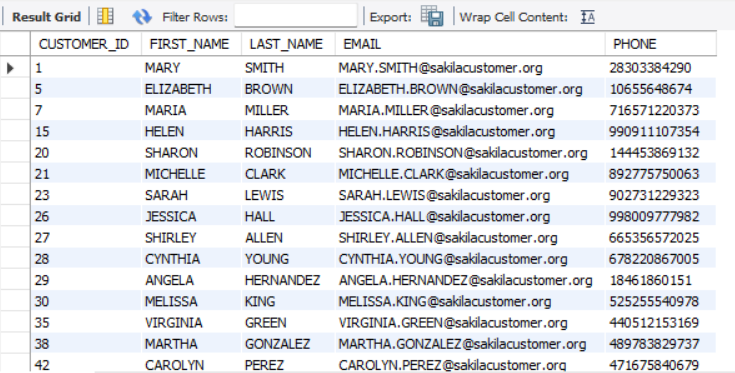 Result Grid Filter Rows: Export: Wrap Cell Content: IA
CUSTOMER_ID FIRST_NAME LAST_NAME EMAIL PHONE
1 MARY SMITH MARY.SMITH@sakilacustomer.org 28303384290
5 ELIZABETH BROWN ELIZABETH.BROWN@sakilacustomer.org 10655648674
7 MARIA MILLER MARIA.MILLER@sakilacustomer.org 716571220373
15 HELEN HARRIS HELEN.HARRIS@sakilacustomer.org 990911107354
20 SHARON ROBINSON SHARON.ROBINSON@sakilacustomer.org 144453869132
21 MICHELLE CLARK MICHELLE.CLARK@sakilacustomer.org 892775750063
23 SARAH LEWIS SARAH.LEWIS@sakilacustomer.org 902731229323
26 JESSICA HALL JESSICA.HALL@sakilacustomer.org 998009777982
27 SHIRLEY ALLEN SHIRLEY.ALLEN@sakilacustomer.org 665356572025
28 CYNTHIA YOUNG CYNTHIA.YOUNG@sakilacustomer.org 678220867005
29 ANGELA HERNANDEZ ANGELA.HERNANDEZ@sakilacustomer.org 18461860151
30 MELISSA KING MELISSA.KING@sakilacustomer.org 525255540978
35 VIRGINIA GREEN VIRGINIA.GREEN@sakilacustomer.org 440512153169
38 MARTHA GONZALEZ MARTHA.GONZALEZ@sakilacustomer.org 489783829737
42 CAROLYN PEREZ CAROLYN.PEREZ@sakilacustomer.org 471675840679